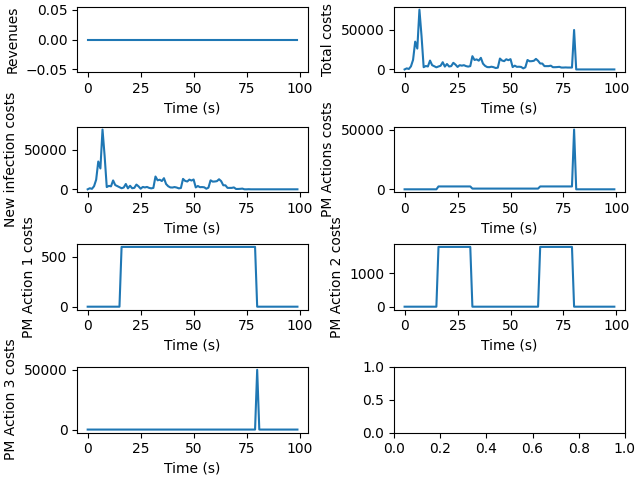 Revenues
0.05
0.00
−0.05
0 25 50 75 100
Time (s)
Total costs
50000
0
0 25 50 75 100
Time (s)
New infection costs
50000
0
0 25 50 75 100
Time (s)
PM Actions costs
50000
0
0 25 50 75 100
Time (s)
PM Action 1 costs
500
0
0 25 50 75 100
Time (s)
PM Action 2 costs
1000
0
0 25 50 75 100
Time (s)
PM Action 3 costs
50000
0
0 25 50 75 100
Time (s)
1.0
0.5
0.0
0.0 0.2 0.4 0.6 0.8 1.0